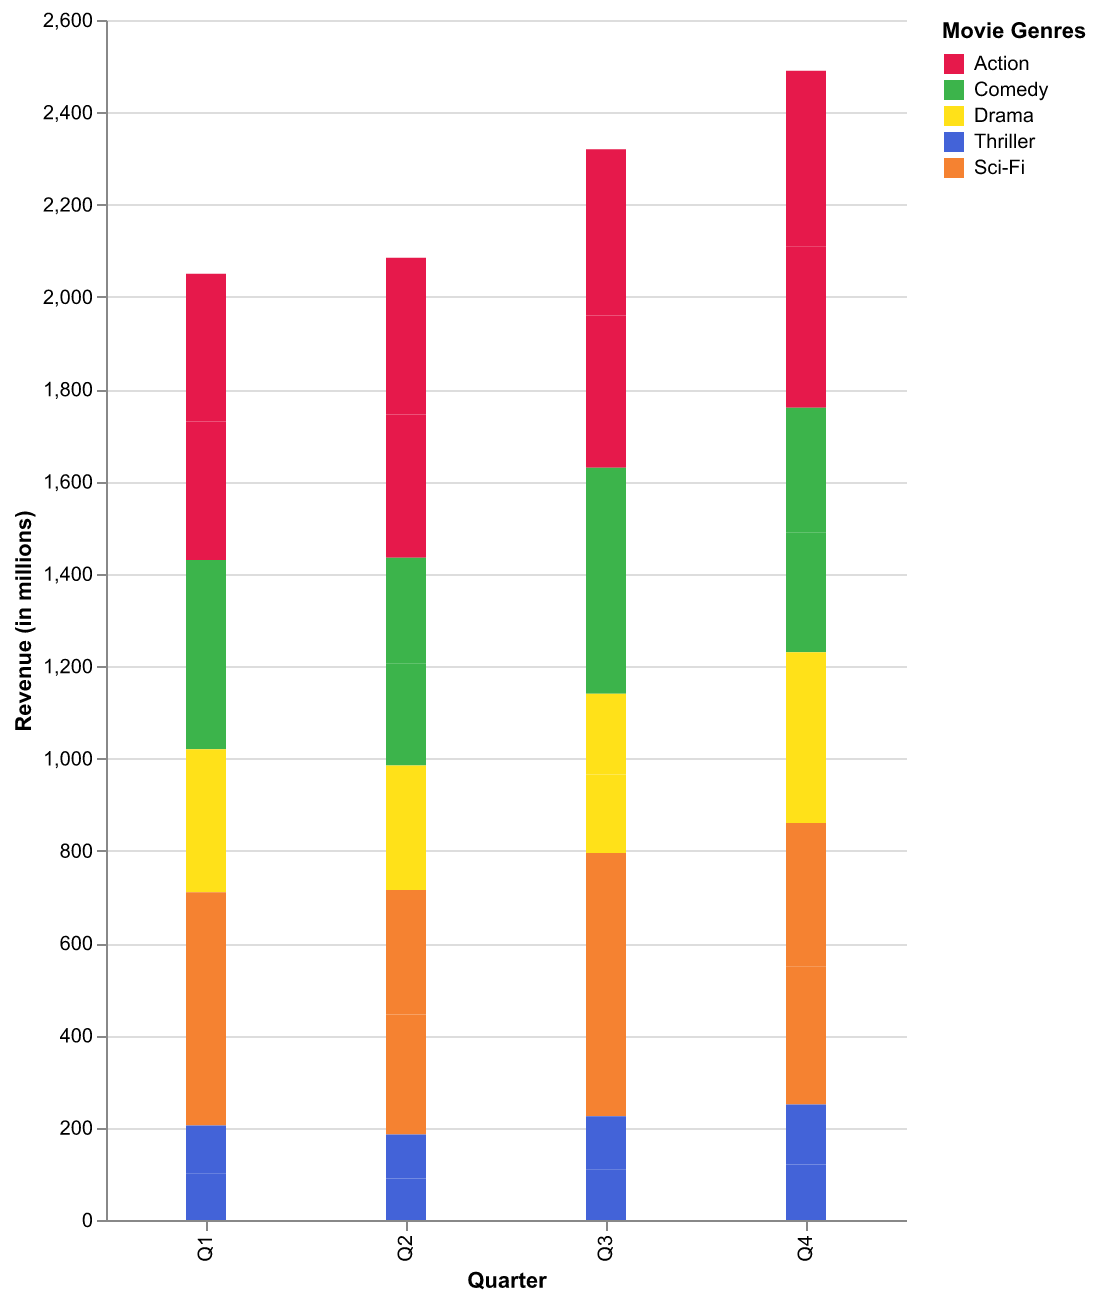 Movie Genres
Action
Comedy
Drama
Thriller
Sci-Fi
Revenue (in millions)
2,600
2,400
2,200
2,000
1,800
1,600
1,400
1,200
1,000
800
600
400
200
0
Q1 Q2 Q3 Q4
Quarter